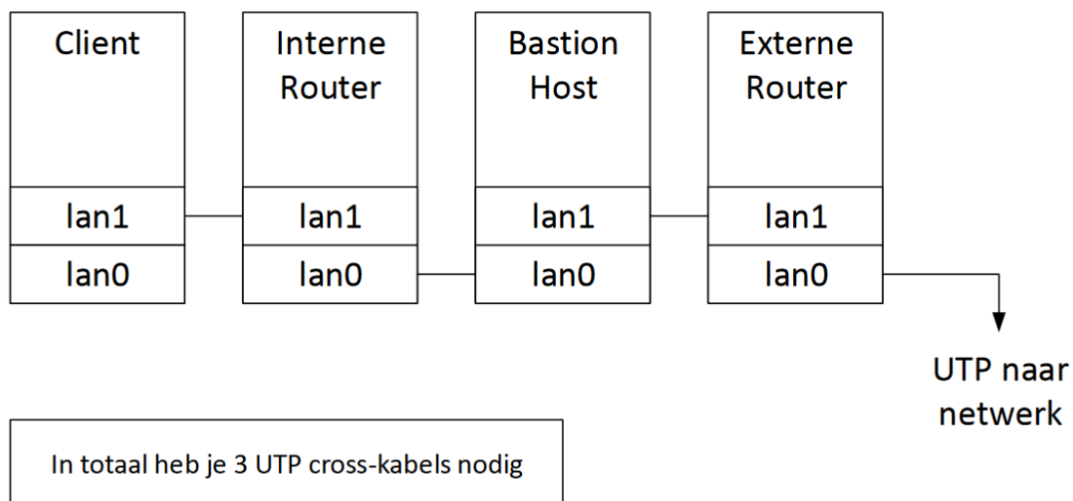 Client
Interne
Router
Bastion
Host
Externe
Router
lan1
lan1
lan1
lan1
lan0
lan0
lan0
lan0
UTP naar
netwerk
In totaal heb je 3 UTP cross-kabels nodig